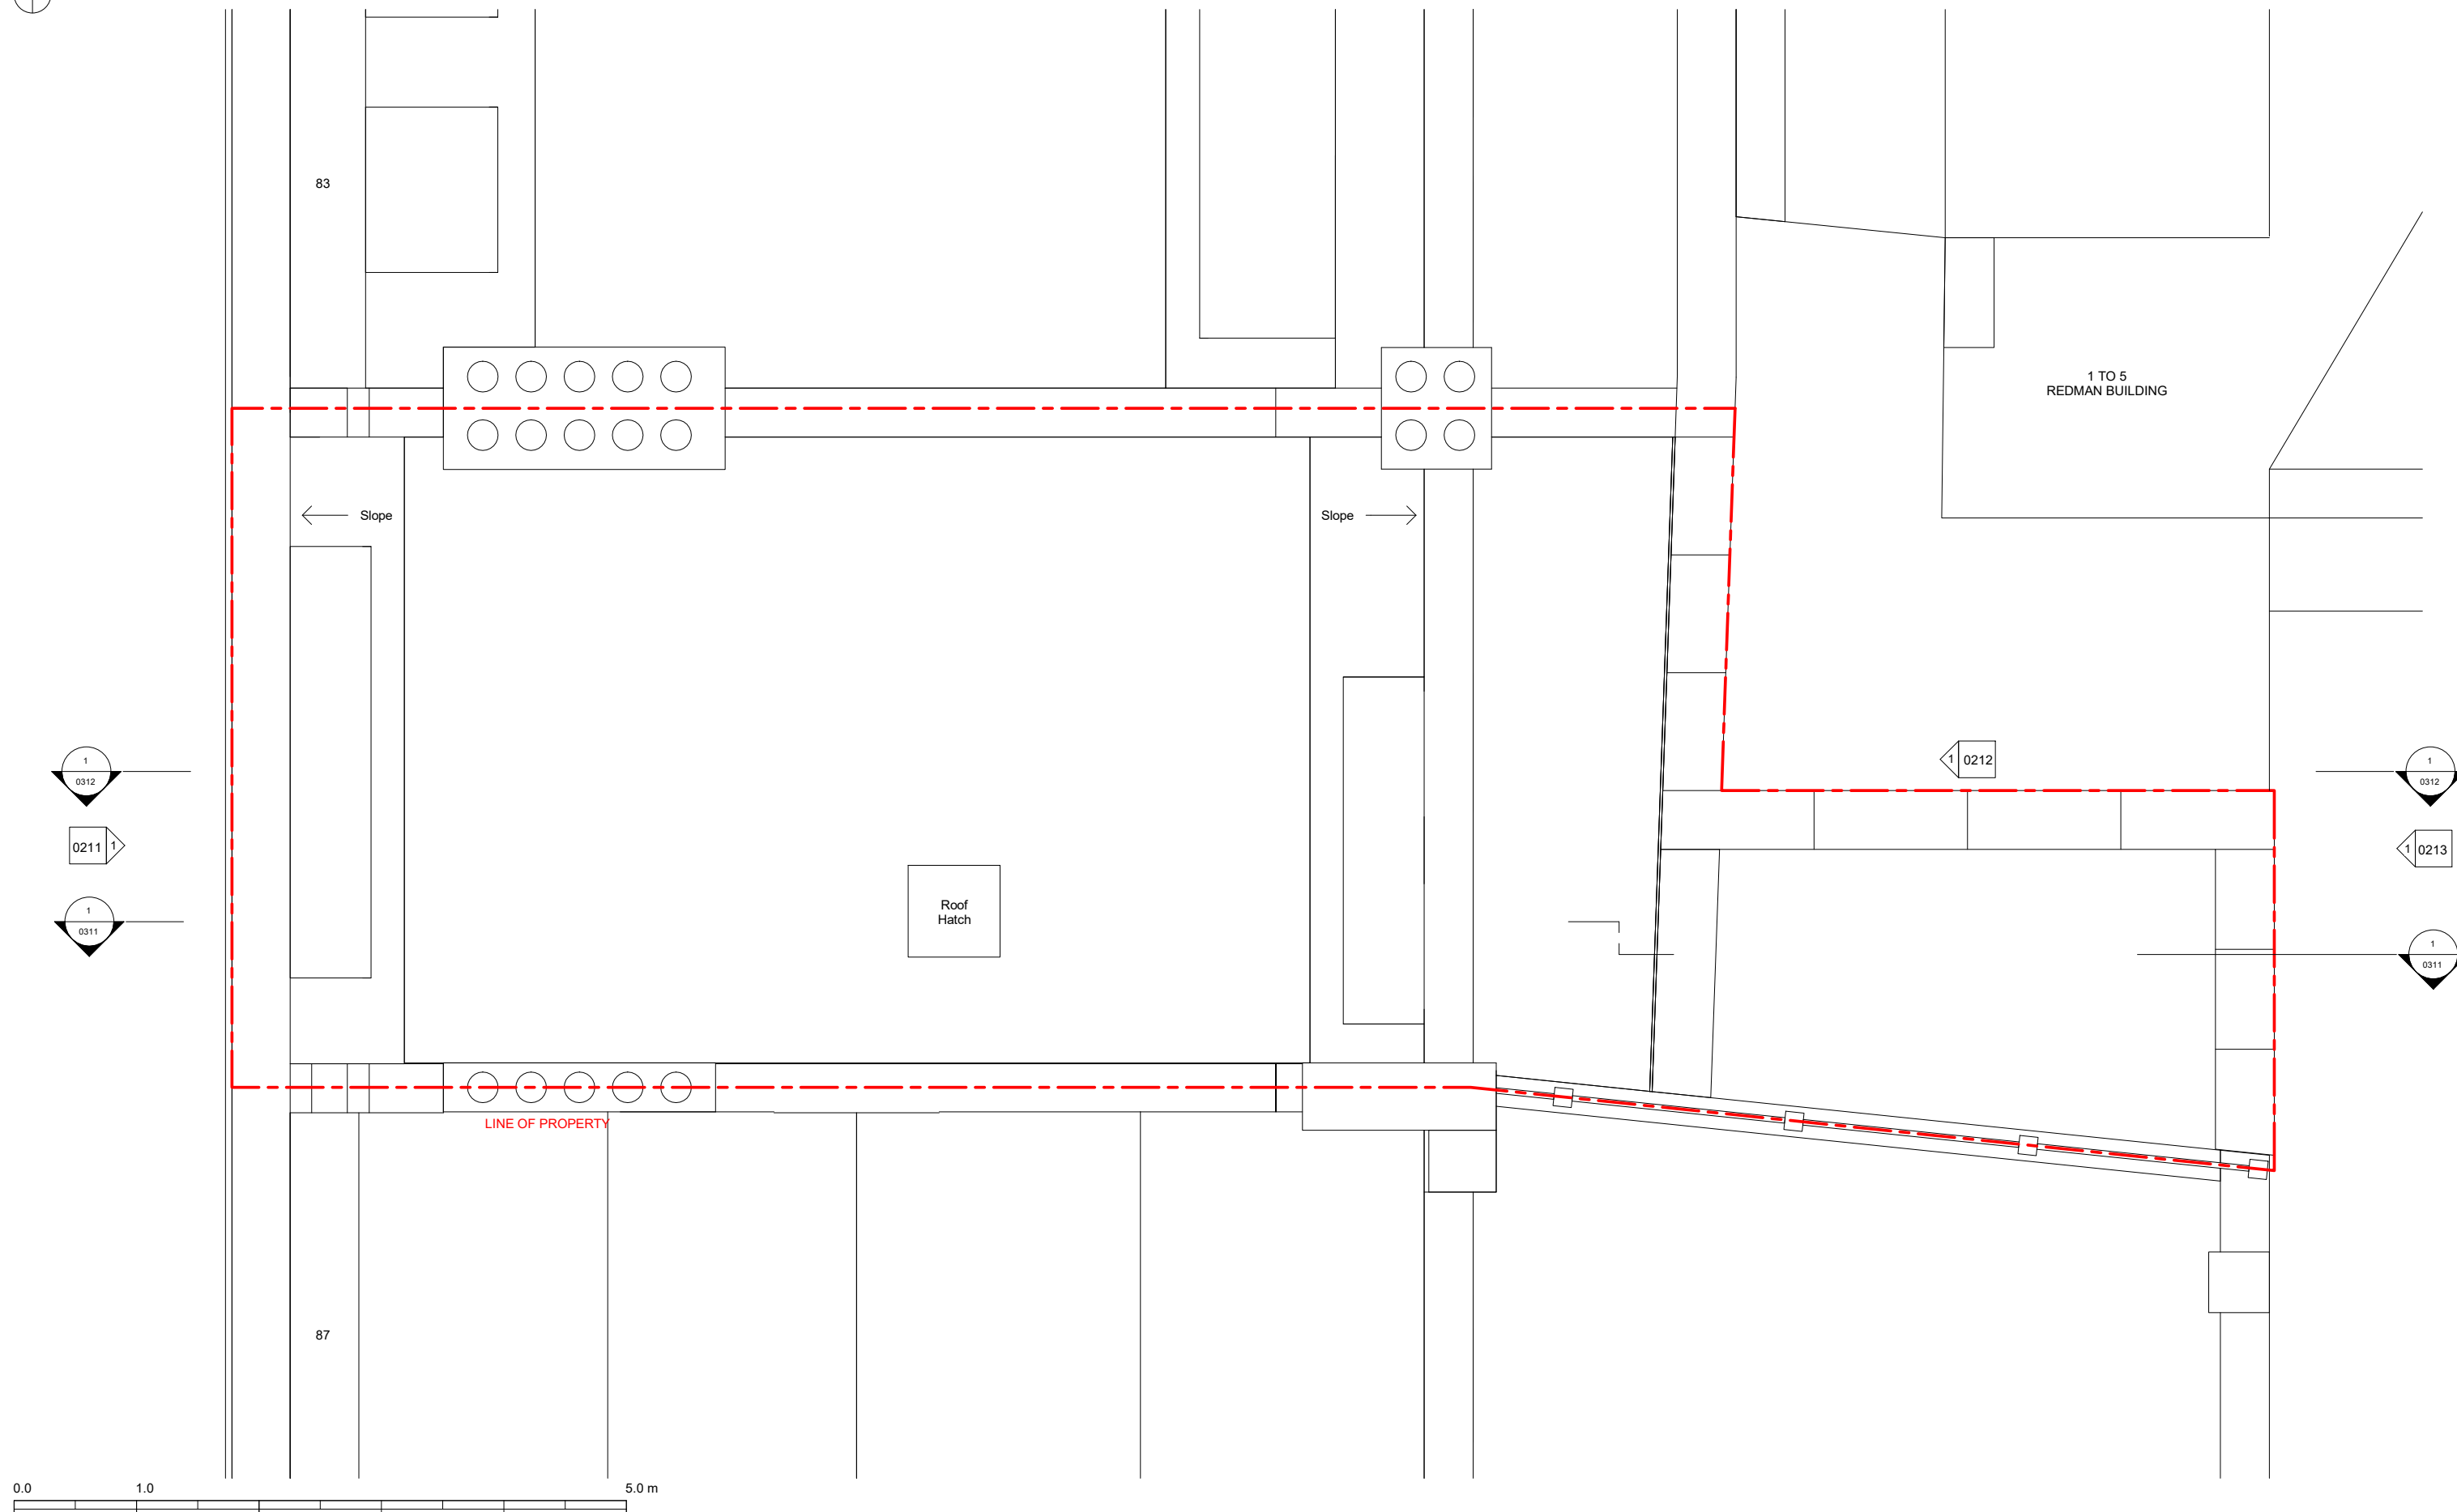 83
1 TO 5
REDMAN BUILDING
Slope
Slope
1
0312
1 0212
1
0312
0211 1
1 0213
Roof
Hatch
1
0311
1
0311
LINE OF PROPERTY
87
0.0 1.0 5.0 m